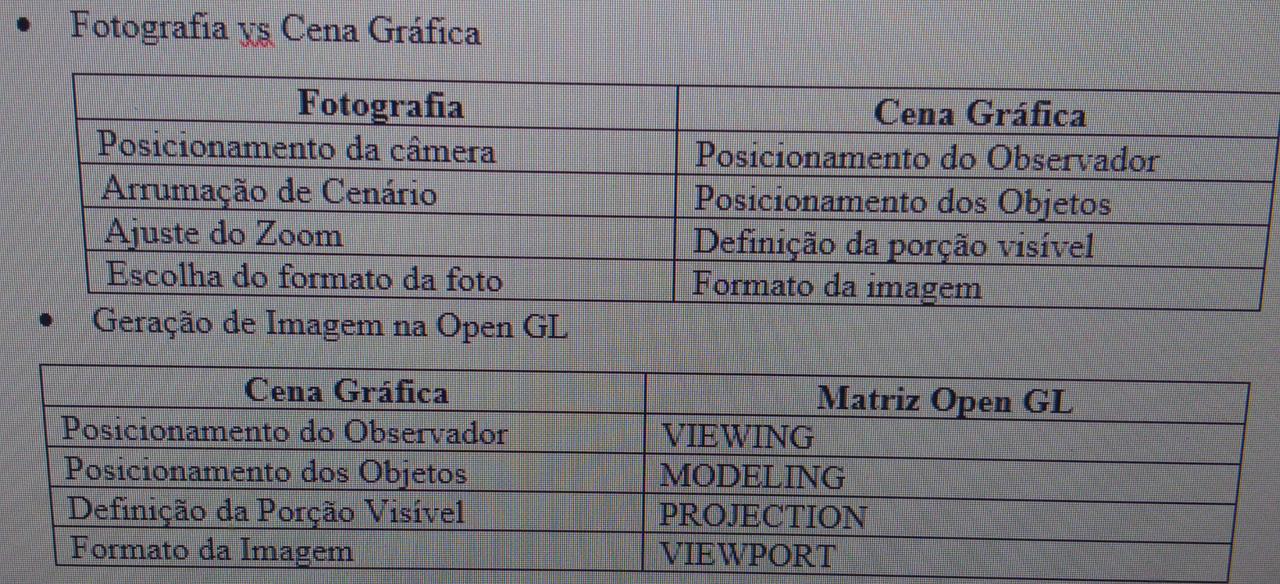 • Fotografia vs Cena Gráfica
Fotografia Cena Gráfica
Posicionamento da câmera Posicionamento do Observador
Arrumação de Cenário Posicionamento dos Objetos
Ajuste do Zoom Definição da porção visível
Escolha do formato da foto Formato da imagem
• Geração de Imagem na Open GL
Cena Gráfica Matriz Open GL
Posicionamento do Observador VIEWING
Posicionamento dos Objetos MODELING
Definição da Porção Visível PROJECTION
Formato da Imagem VIEWPORT